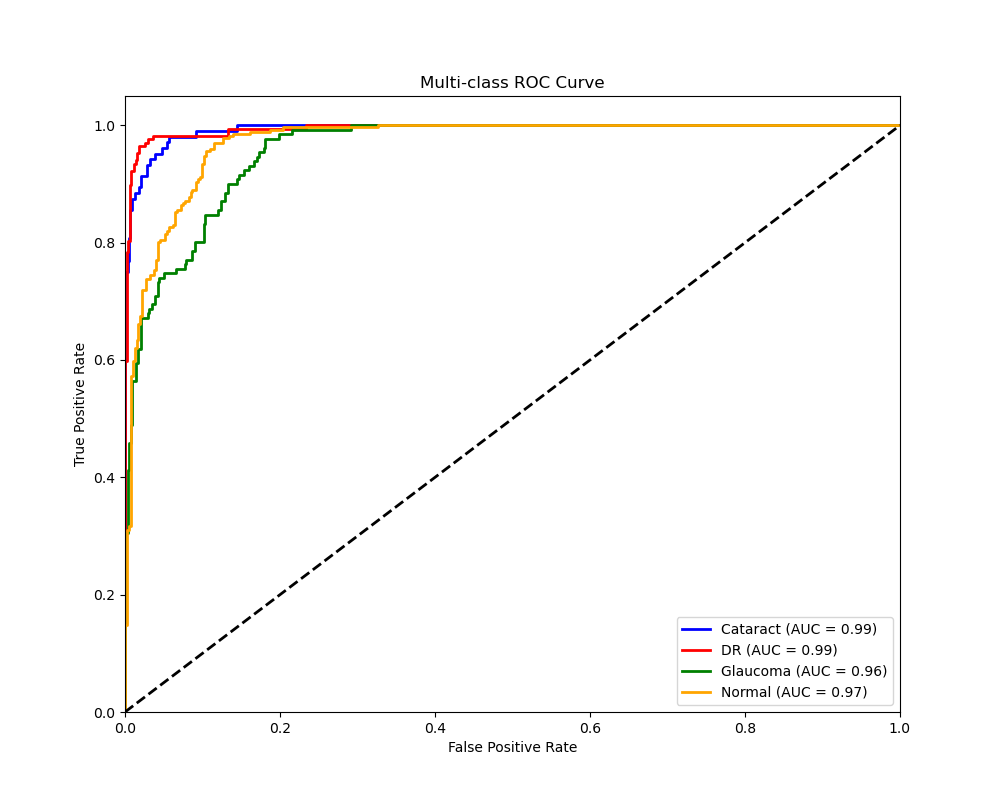 Multi-class ROC Curve
True Positive Rate
1.0
0.8
0.6
0.4
0.2
0.0
0.0 0.2 0.4 0.6 0.8 1.0
False Positive Rate
Cataract (AUC = 0.99)
DR (AUC = 0.99)
Glaucoma (AUC = 0.96)
Normal (AUC = 0.97)